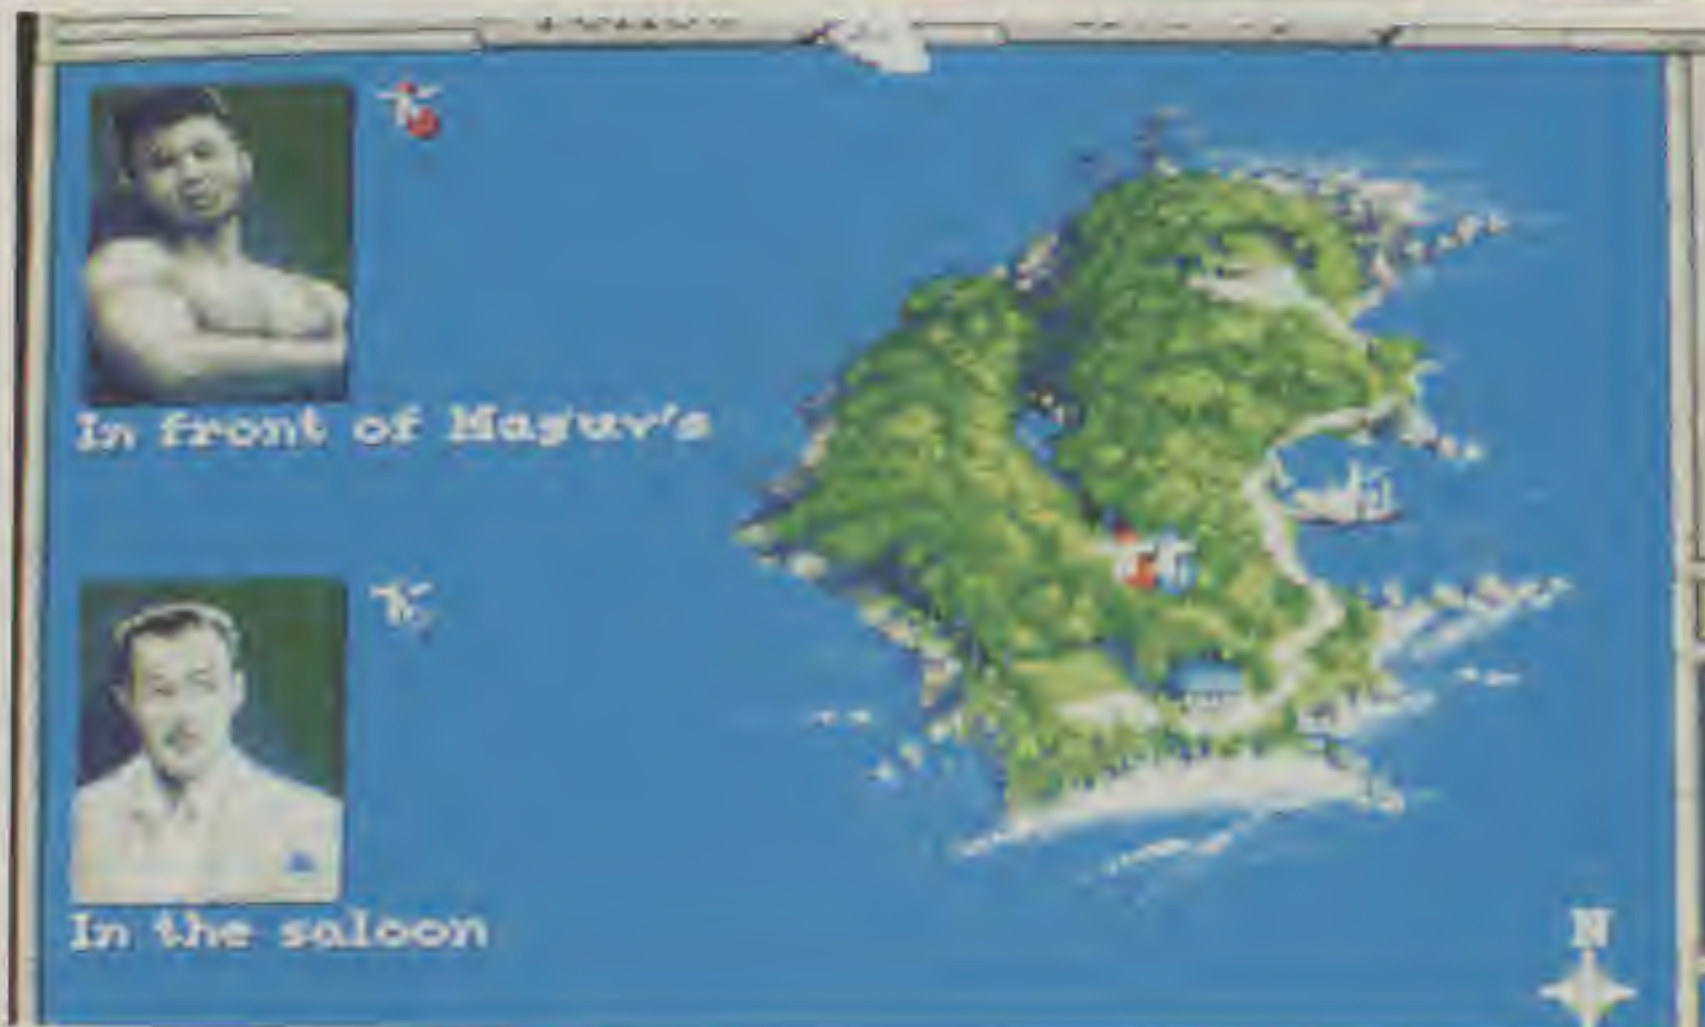 In front of Maguv's
In the saloon
N